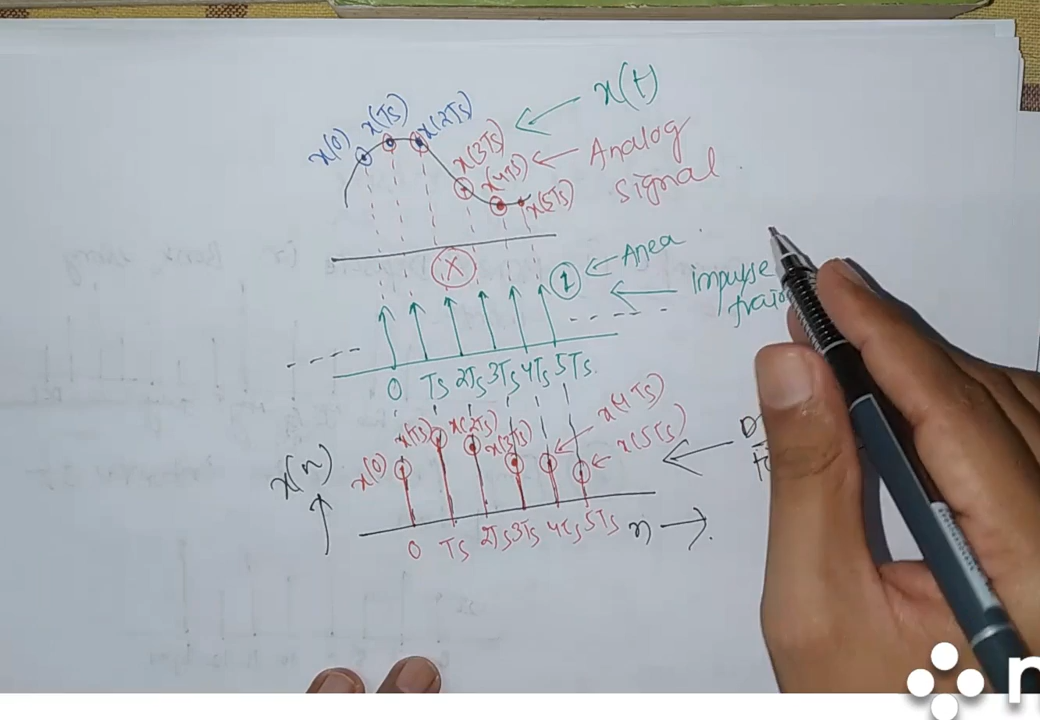 x(t)
x(0) x(Ts) x(2Ts)
x(3Ts)
x(4Ts)
x(5Ts)
Analog
signal
X
1
Area
impulse
train
0 Ts 2Ts 3Ts 4Ts 5Ts
x(n)
x(0) x(Ts) x(2Ts) x(3Ts) x(4Ts)
x(5Ts)
0 Ts 2Ts 3Ts 4Ts 5Ts n
n